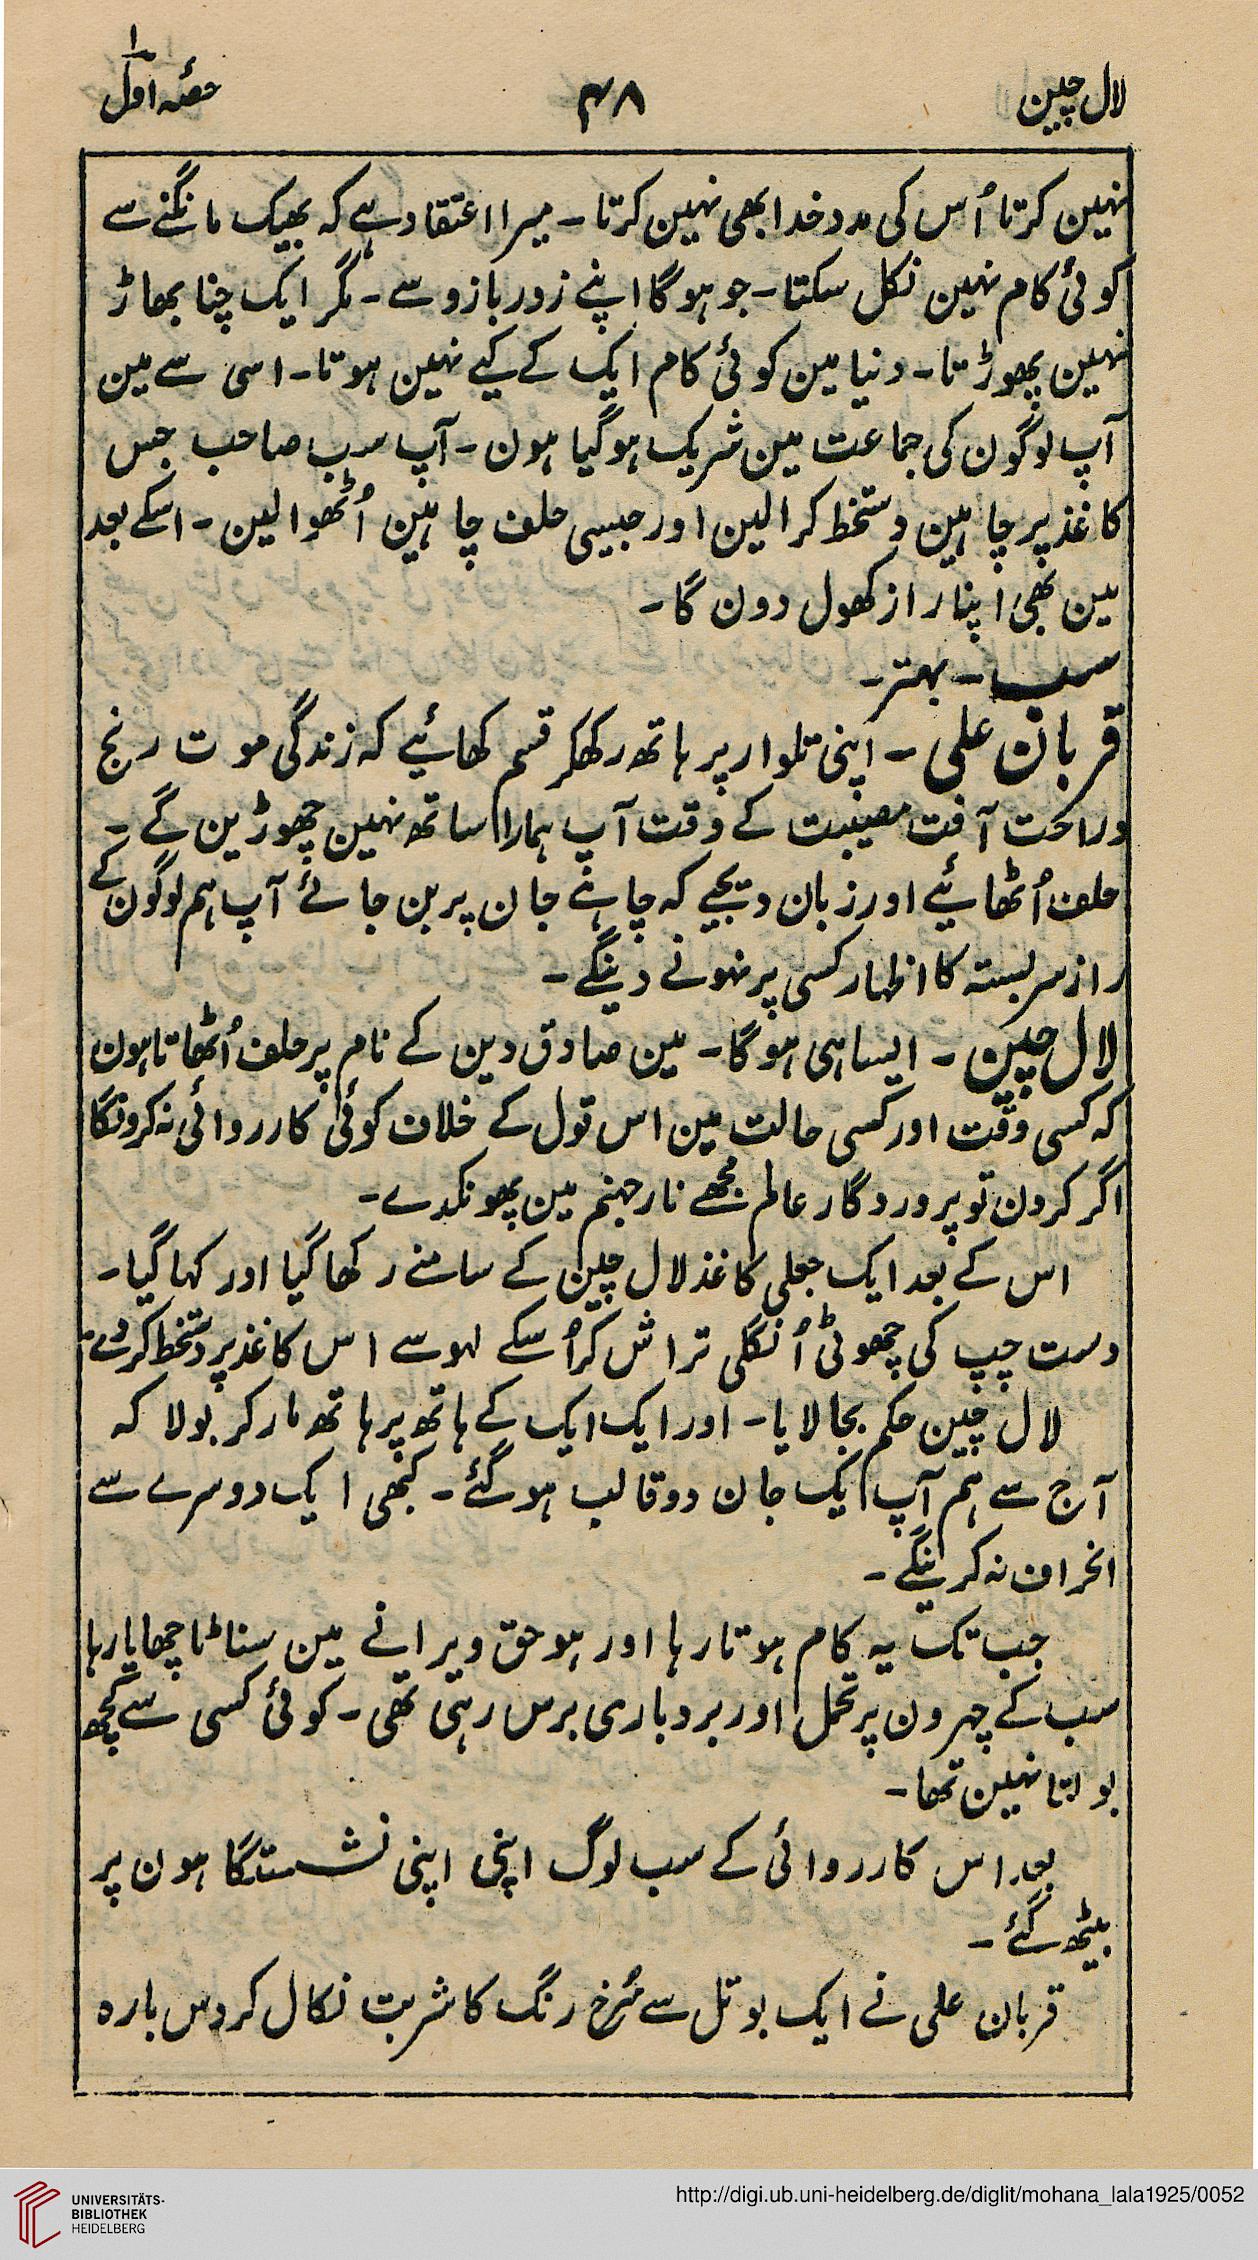 لال چین
۴۸
حصّہ اول
۱
نہین کرتا اُس کی مدد خدا بھی نہین کرتا۔ میرا اعتقاد ہے کہ بھیک مانگنے سے
کوئی کام نہین نکل سکتا۔ جو ہوگا اپنے زور بازو سے۔ مگر ایک چنا بھاڑ
نہین پھوڑتا۔ دنیا مین کوئی کام ایک کے کیے نہین ہوتا۔ اسی سے مین
آپ لوگون کی جماعت مین شریک ہوگیا ہون۔ آپ سب صاحب جس
کاغذ پر چاہین دستخط کرالین اور جیسی حلف چاہین اُٹھوالین۔ اسکے بعد
مین بھی اپنا راز کھول دون گا۔
سب۔ بہتر۔
قربان علی۔ اپنی تلوار پر ہاتھ رکھکر قسم کھائیے کہ زندگی موت رنج
وراحت آفت مصیبت کے وقت آپ ہمارا ساتھ نہین چھوڑین گے۔
حلف اُٹھائیے اور زبان دیجیے کہ چاہے جان پر بن جائے آپ ہم لوگون کے
راز سربستہ کا اظہار کسی پر نہونے دینگے۔
لال چین۔ ایسا ہی ہوگا۔ مین صادق دین کے نام پر حلف اُٹھاتا ہون
کہ کسی وقت اور کسی حالت مین اس قول کے خلاف کوئی کارروائی نہ کرونگا
اگر کرون تو پروردگار عالم مجھے نار جہنم مین پھونکدے۔
اس کے بعد ایک جعلی کاغذ لال چین کے سامنے رکھا گیا اور کہا گیا۔
دست چپ کی چھوٹی اُنگلی تراش کر اُسکے لہو سے اس کاغذ پر دستخط کردے۔
لال چین حکم بجا لایا۔ اور ایک ایک کے ہاتھ پر ہاتھ مار کر بولا کہ
آج سے ہم آپ ایک جان دو قالب ہوگئے۔ کبھی ایک دوسرے سے
انحراف نہ کرینگے۔
جب تک یہ کام ہوتا رہا اور ہو حق ویرانے مین سناٹا چھایا رہا
سب کے چہرون پر تحمل اور بردباری برس رہی تھی۔ کوئی کسی سے کچھ
بولتا نہین تھا۔
بعد اس کارروائی کے سب لوگ اپنی اپنی نشستگاہون پر
بیٹھ گئے۔
قربان علی نے ایک بوتل سے سُرخ رنگ کا شربت نکال کر دس بارہ
UNIVERSITÄTS-
BIBLIOTHEK
HEIDELBERG
http://digi.ub.uni-heidelberg.de/diglit/mohana_lala1925/0052